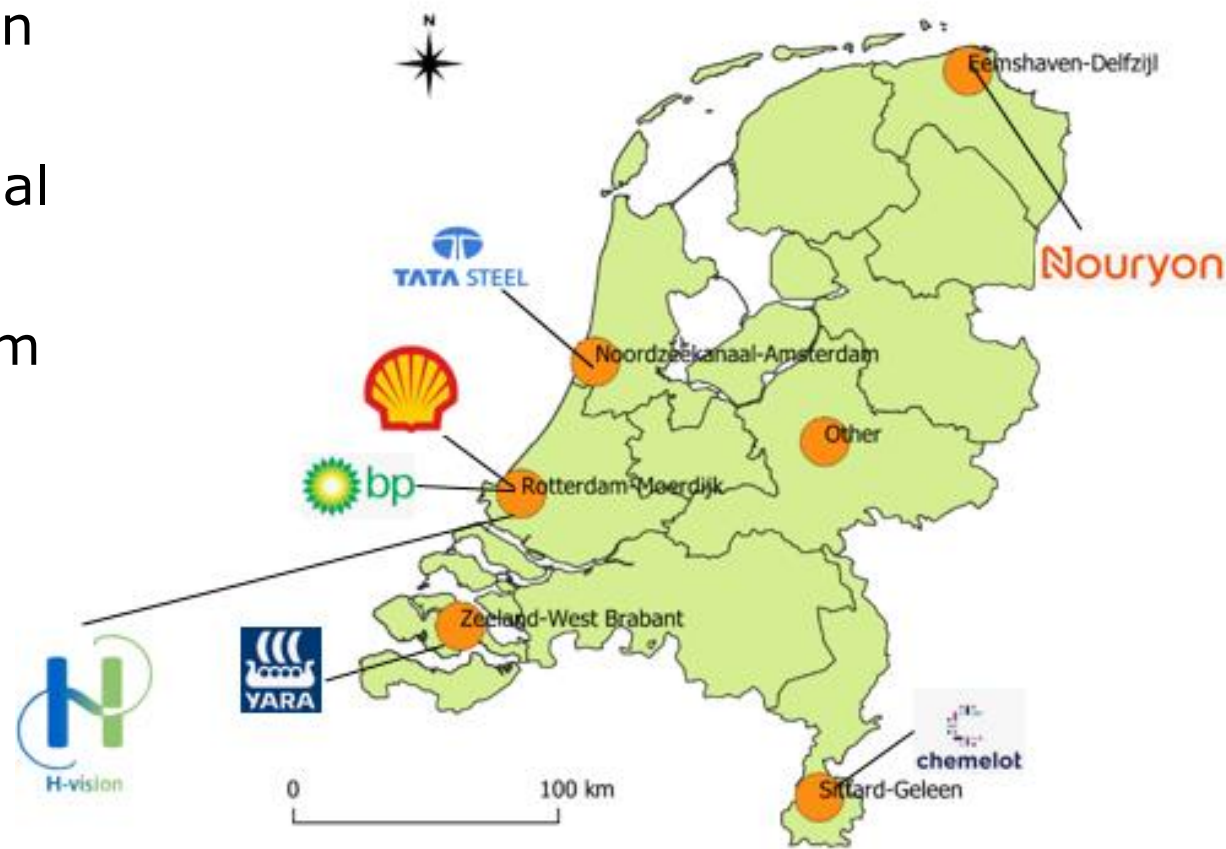 n
al
m
N
Eemshaven-Delfzijl
Nouryon
TATA STEEL
Noordzeekanaal-Amsterdam
Other
bp
Rotterdam-Moerdijk
Zeeland-West Brabant
YARA
H-vision
chemelot
Sittard-Geleen
0 100 km